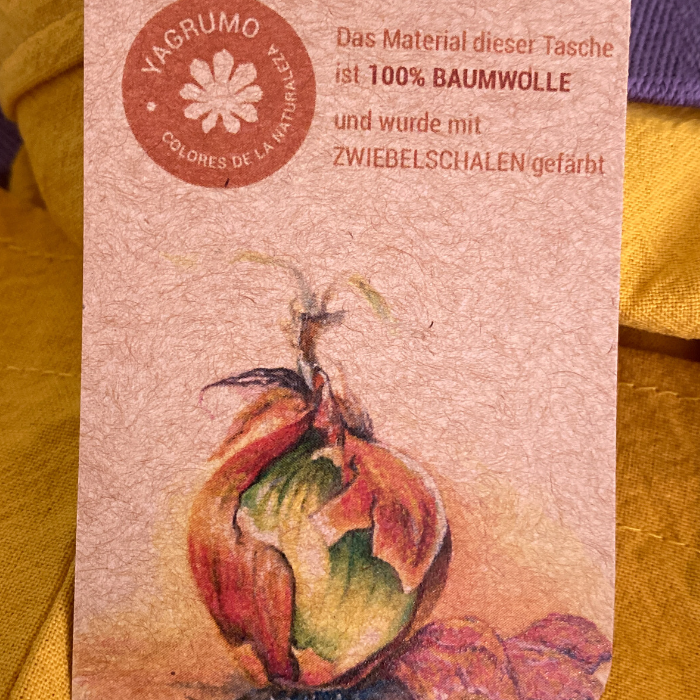 YAGRUMO
COLORES DE LA NATURALEZA
Das Material dieser Tasche
ist 100% BAUMWOLLE
und wurde mit
ZWIEBELSCHALEN gefärbt